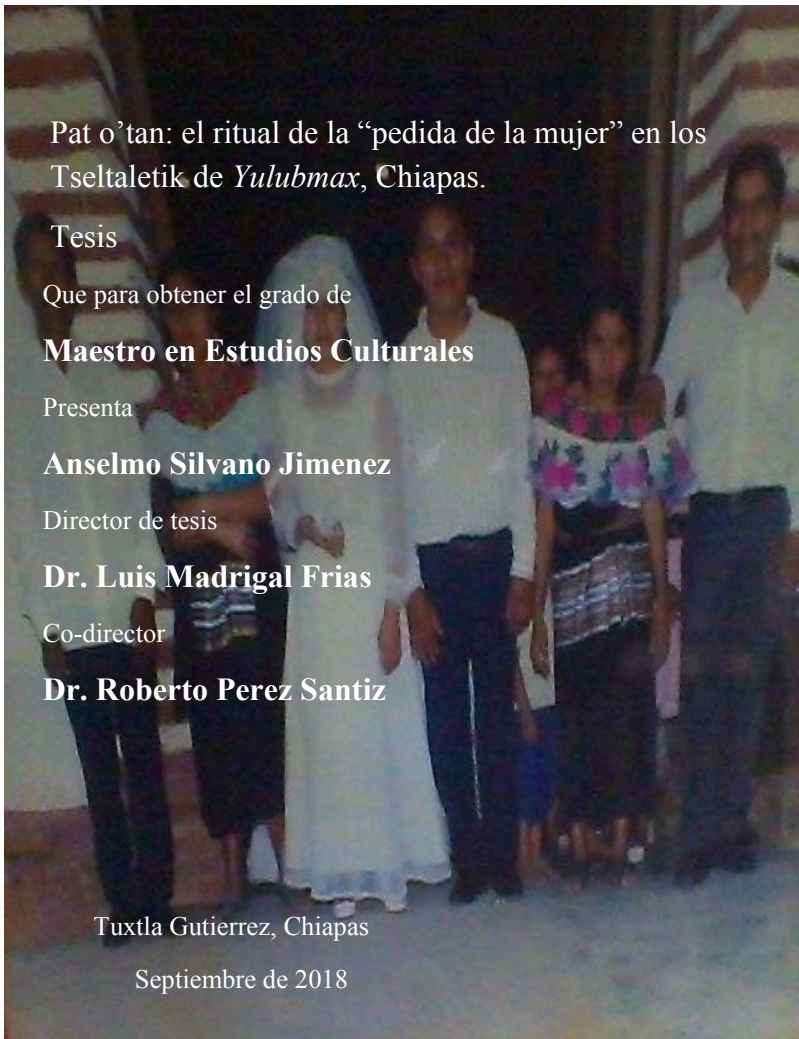 Pat o’tan: el ritual de la “pedida de la mujer” en los
Tseltaletik de Yulubmax, Chiapas.
Tesis
Que para obtener el grado de
Maestro en Estudios Culturales
Presenta
Anselmo Silvano Jimenez
Director de tesis
Dr. Luis Madrigal Frias
Co-director
Dr. Roberto Perez Santiz
Tuxtla Gutierrez, Chiapas
Septiembre de 2018